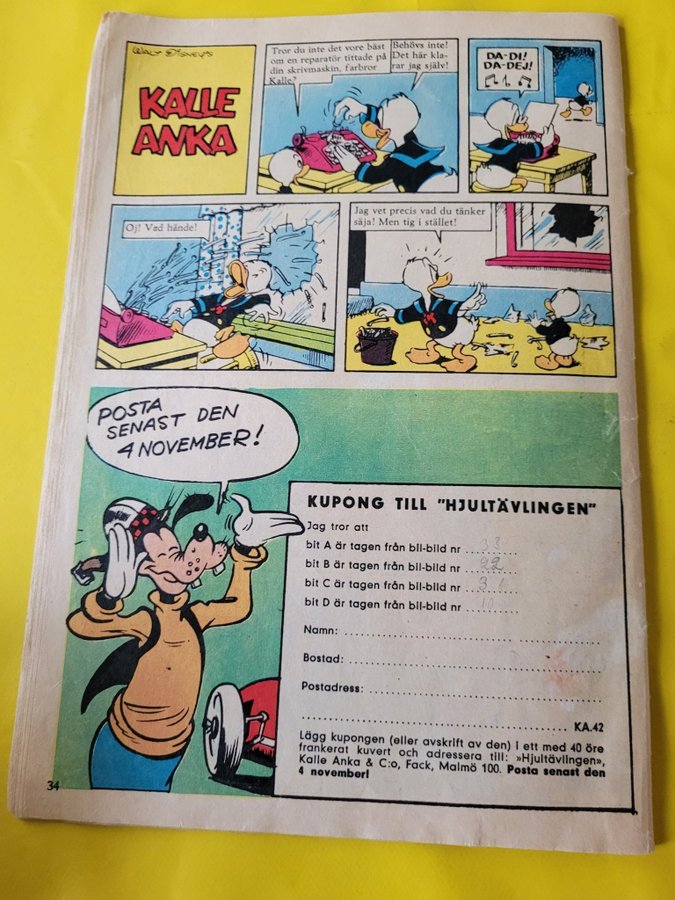 WALT DISNEY'S
KALLE
ANKA
Tror du inte det vore bäst
om en reparatör tittade på
din skrivmaskin, farbror
Kalle?
Behövs inte!
Det här kla-
rar jag själv!
DA-DI!
DA-DEJ!
Oj! Vad hände!
Jag vet precis vad du tänker
säja! Men tig i stället!
POSTA
SENAST DEN
4 NOVEMBER!
KUPONG TILL "HJULTÄVLINGEN"
Jag tror att
bit A är tagen från bil-bild nr 33
bit B är tagen från bil-bild nr 22
bit C är tagen från bil-bild nr
bit D är tagen från bil-bild nr
Namn:
Bostad:
Postadress:
KA.42
Lägg kupongen (eller avskrift av den) i ett med 40 öre
frankerat kuvert och adressera till: »Hjultävlingen»,
Kalle Anka & C:o, Fack, Malmö 100. Posta senast den
4 november!
34